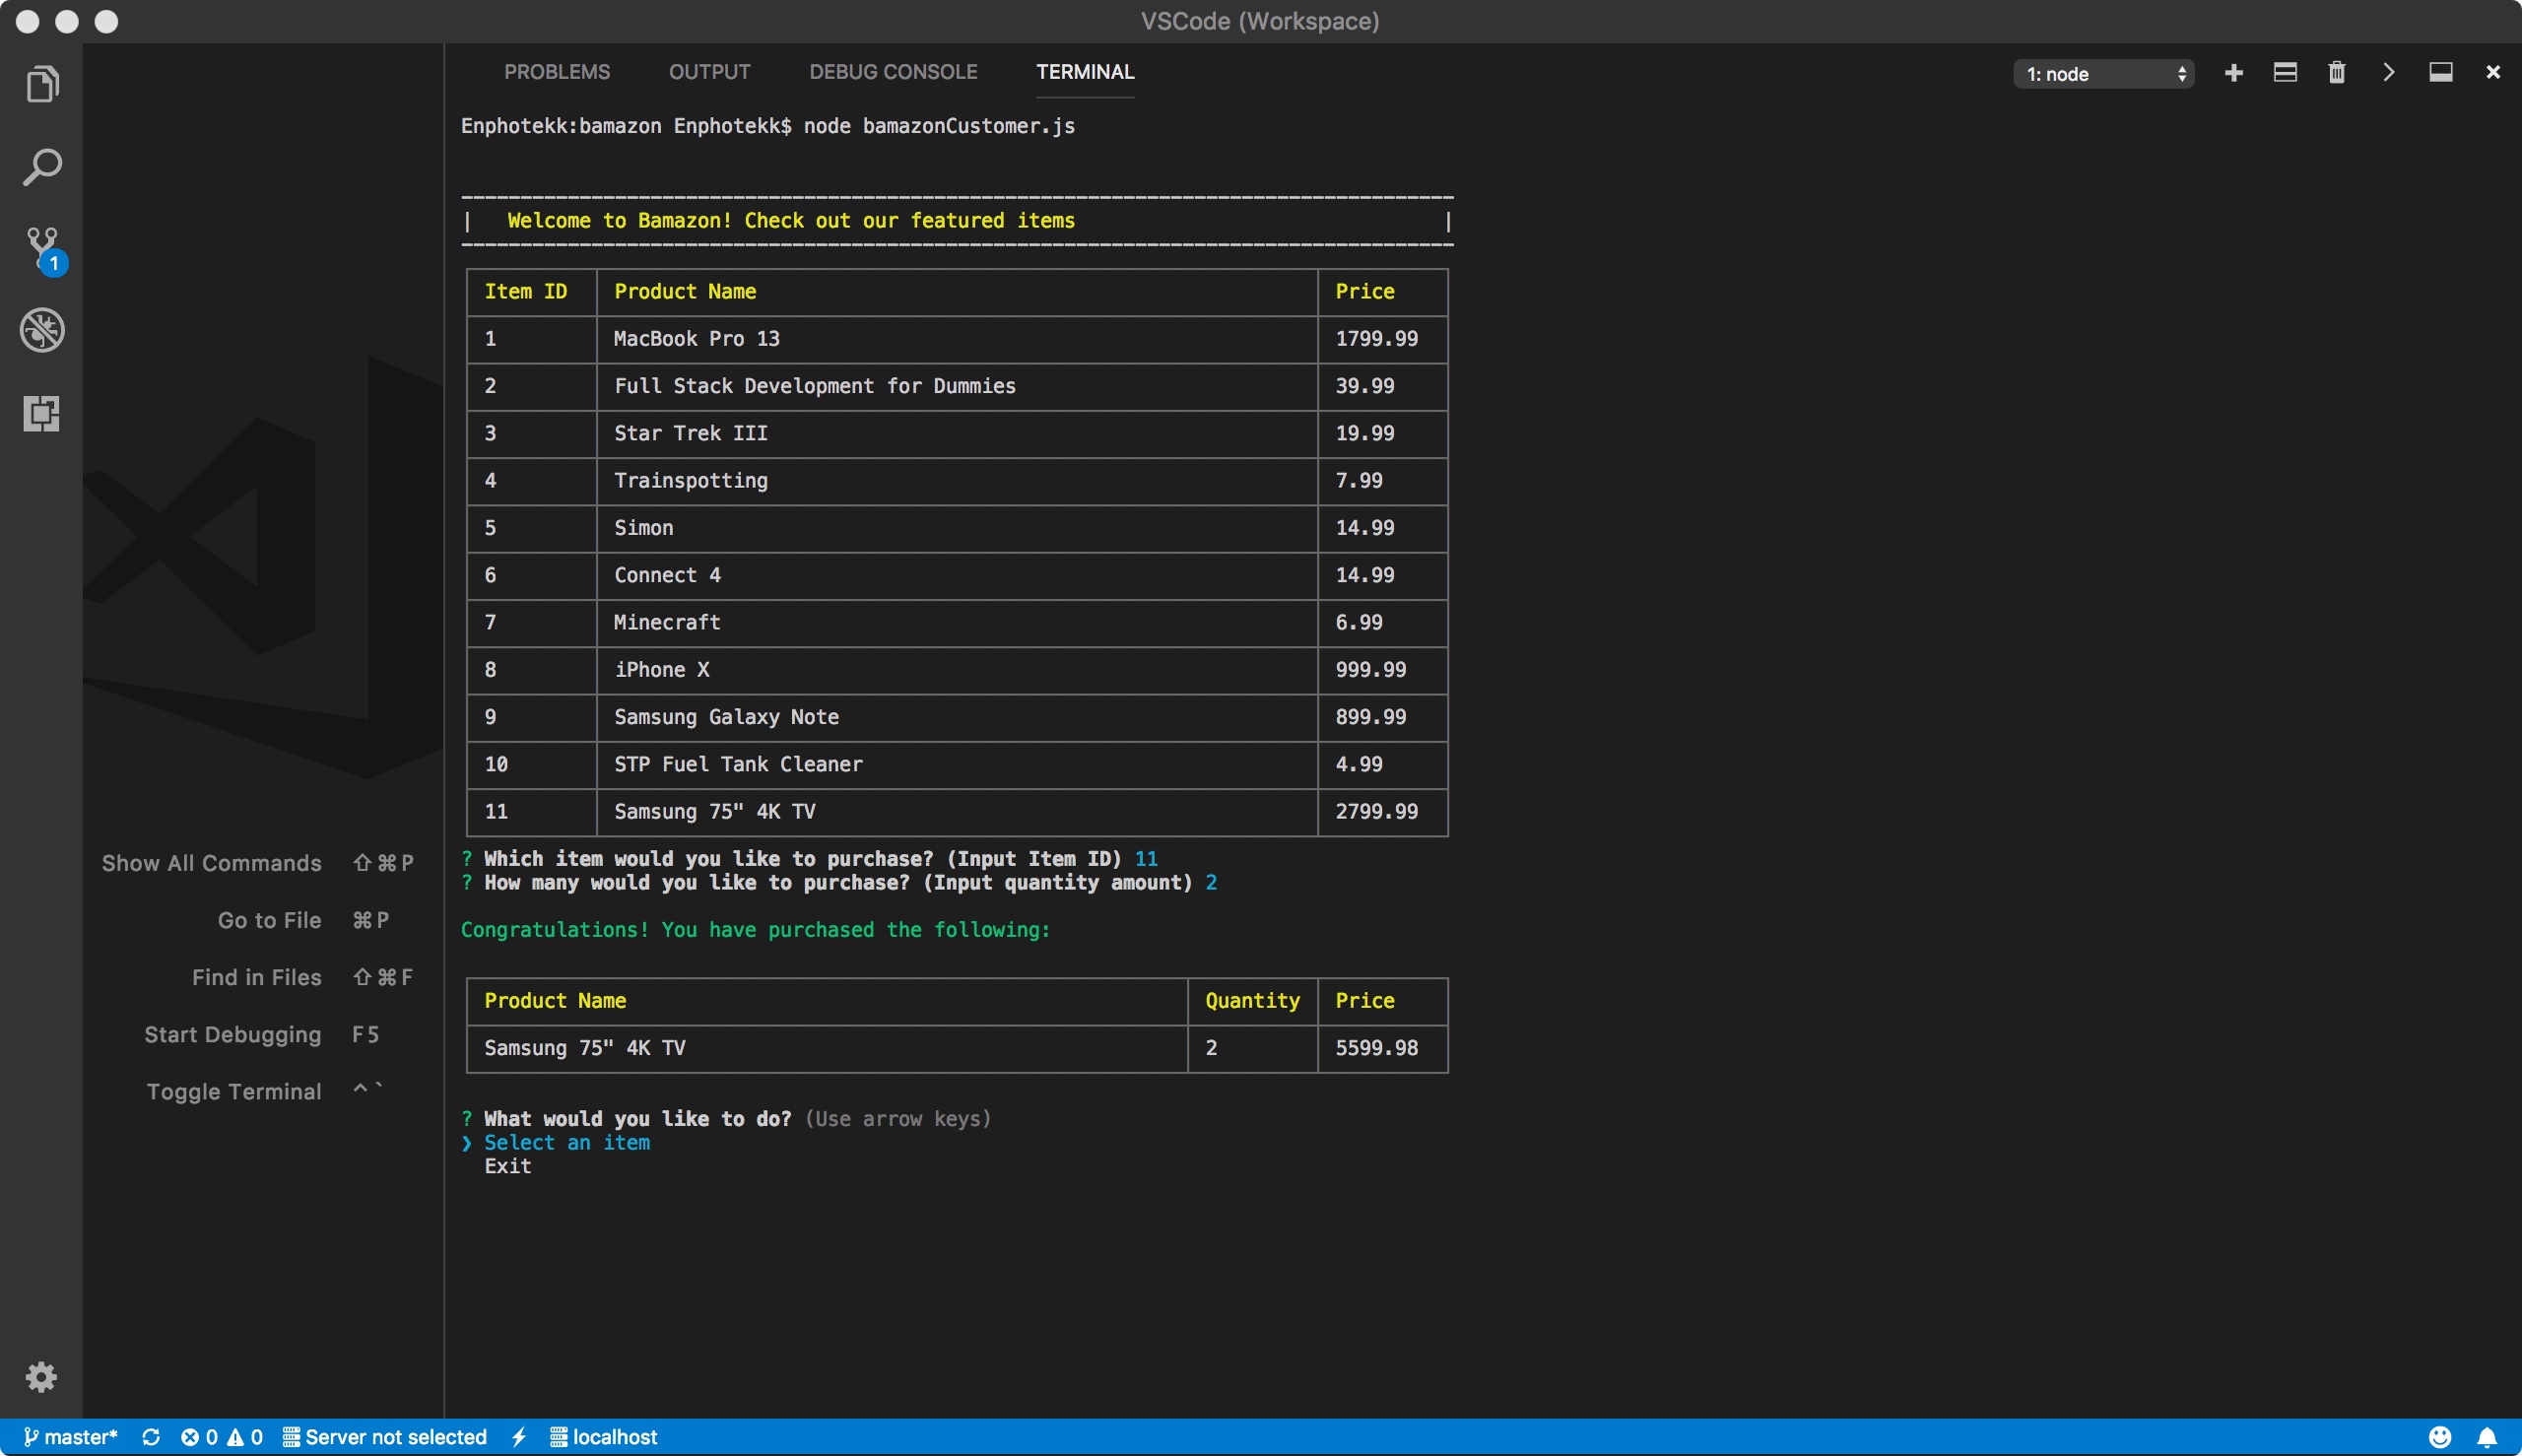 VSCode (Workspace)
PROBLEMS OUTPUT DEBUG CONSOLE TERMINAL 1: node
Enphotekk:bamazon Enphotekk$ node bamazonCustomer.js
| Welcome to Bamazon! Check out our featured items |
Item ID Product Name Price
1 MacBook Pro 13 1799.99
2 Full Stack Development for Dummies 39.99
3 Star Trek III 19.99
4 Trainspotting 7.99
5 Simon 14.99
6 Connect 4 14.99
7 Minecraft 6.99
8 iPhone X 999.99
9 Samsung Galaxy Note 899.99
10 STP Fuel Tank Cleaner 4.99
11 Samsung 75" 4K TV 2799.99
? Which item would you like to purchase? (Input Item ID) 11
? How many would you like to purchase? (Input quantity amount) 2
Congratulations! You have purchased the following:
Product Name Quantity Price
Samsung 75" 4K TV 2 5599.98
? What would you like to do? (Use arrow keys)
❯ Select an item
Exit
1
Show All Commands ⇧⌘P
Go to File ⌘P
Find in Files ⇧⌘F
Start Debugging F5
Toggle Terminal ^`
master* 0 0 Server not selected localhost